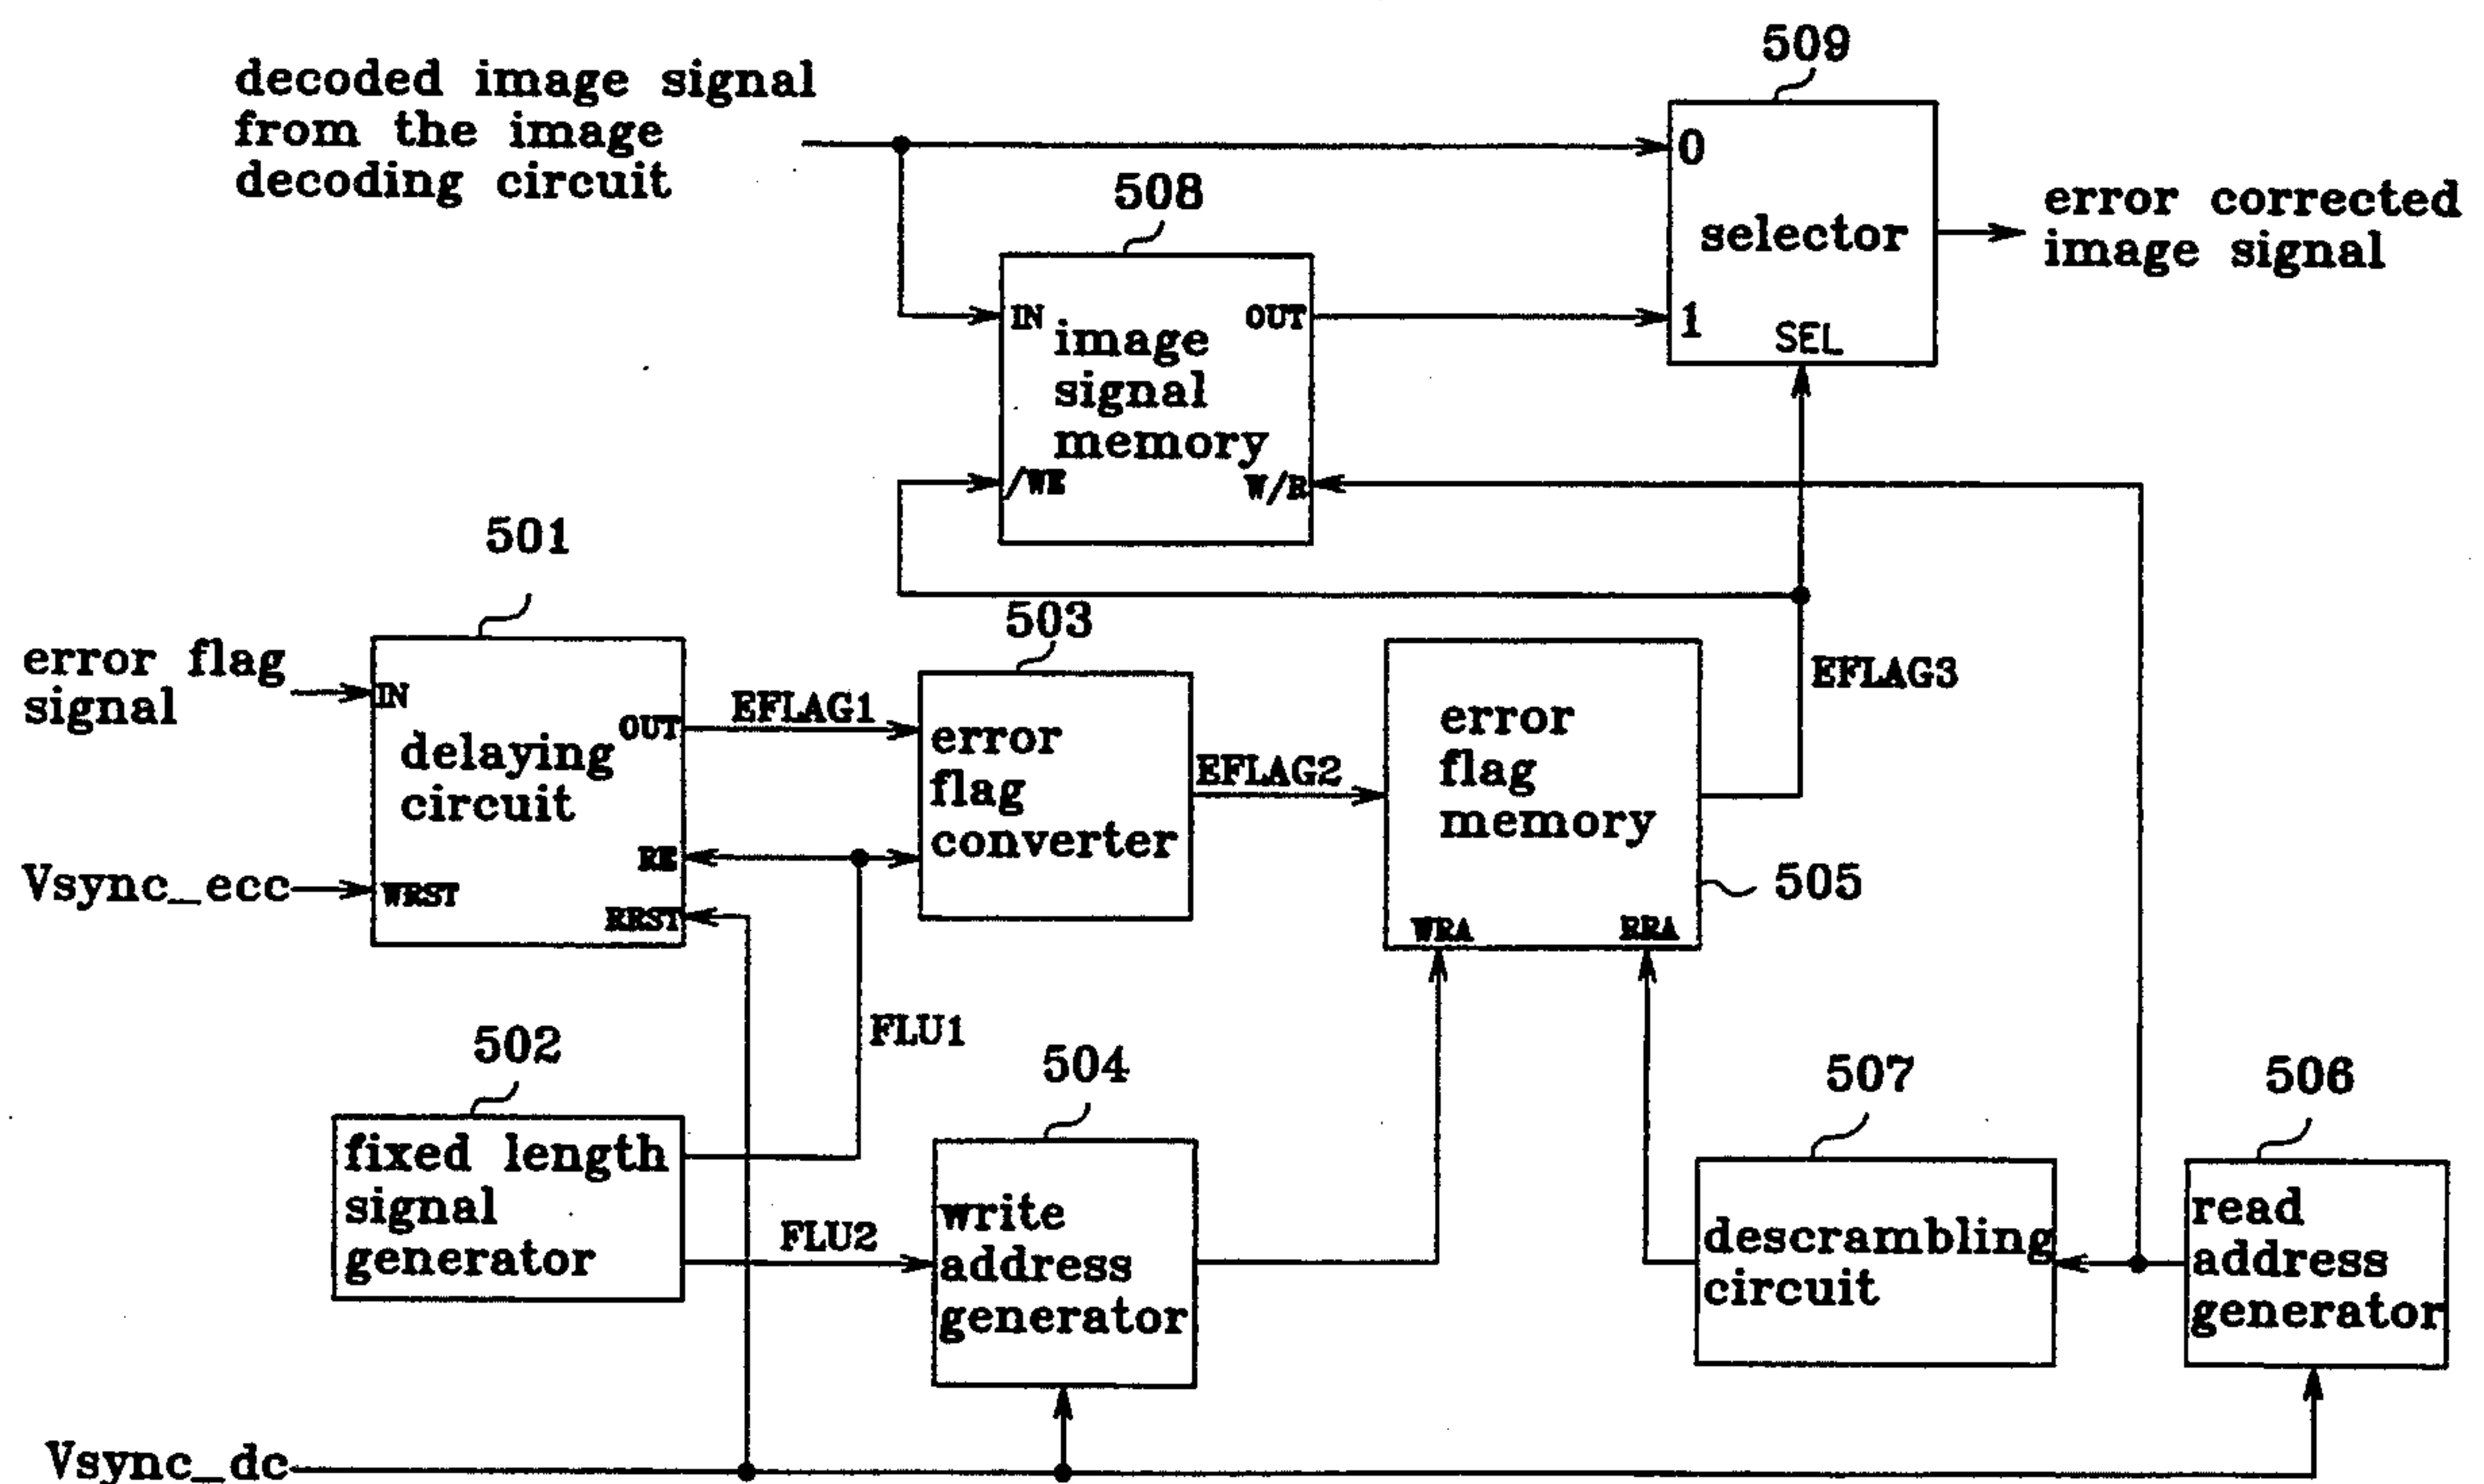 509
decoded image signal
from the image
decoding circuit
0
508
selector
error corrected
image signal
IN
OUT
1
SEL
image
signal
memory
/WE
W/R
501
503
error flag
signal
IN
EFLAG1
OUT
delaying
circuit
error
flag
converter
EFLAG2
error
flag
memory
EFLAG3
RE
505
Vsync_ecc
WRST
RRST
WRA
RRA
FLU1
502
504
507
506
fixed length
signal
generator
FLU2
write
address
generator
descrambling
circuit
read
address
generator
Vsync_dc